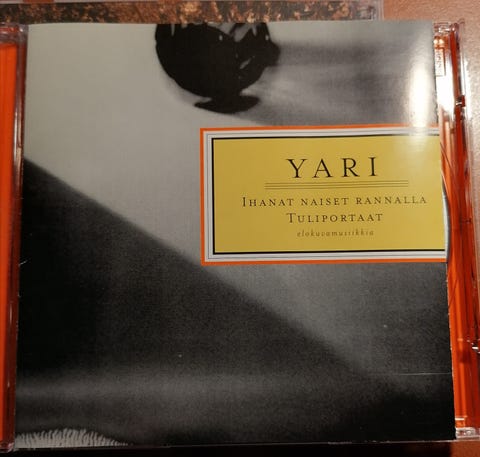 YARI
IHANAT NAISET RANNALLA
TULIPORTAAT
elokuvamusiikkia